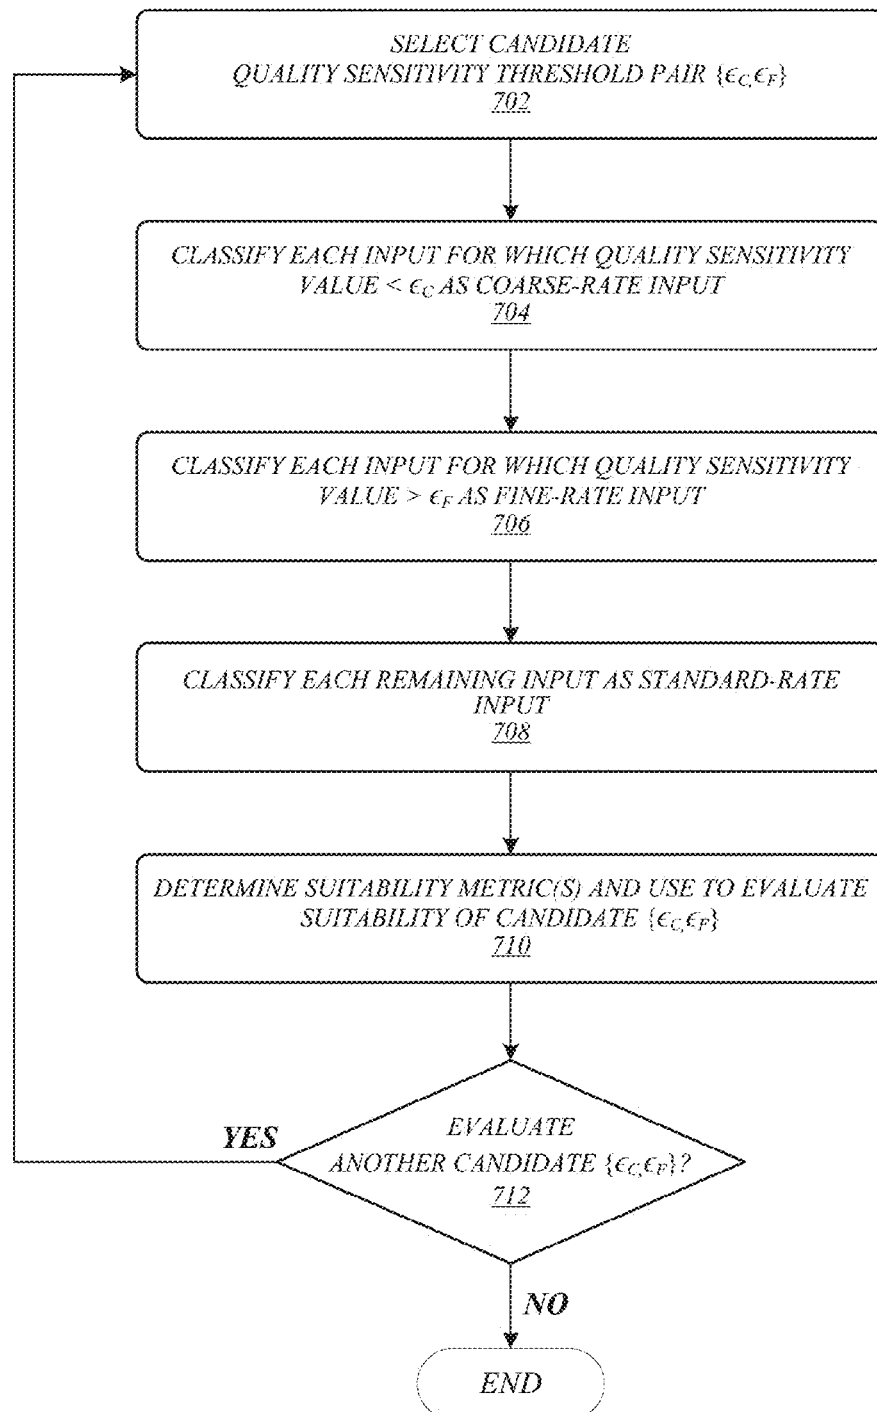 SELECT CANDIDATE
QUALITY SENSITIVITY THRESHOLD PAIR {ϵC,ϵF}
702
CLASSIFY EACH INPUT FOR WHICH QUALITY SENSITIVITY
VALUE < ϵC AS COARSE-RATE INPUT
704
CLASSIFY EACH INPUT FOR WHICH QUALITY SENSITIVITY
VALUE > ϵF AS FINE-RATE INPUT
706
CLASSIFY EACH REMAINING INPUT AS STANDARD-RATE
INPUT
708
DETERMINE SUITABILITY METRIC(S) AND USE TO EVALUATE
SUITABILITY OF CANDIDATE {ϵC,ϵF}
710
EVALUATE
YES
ANOTHER CANDIDATE {ϵC,ϵF}?
712
NO
END